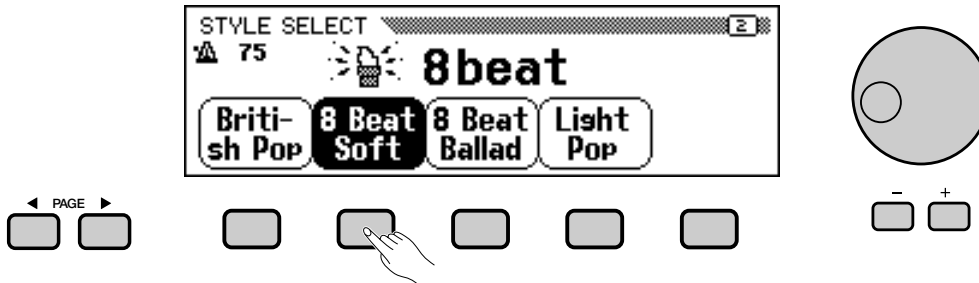 STYLE SELECT 2
75
8beat
Briti-
sh Pop
8 Beat
Soft
8 Beat
Ballad
Light
Pop
◀ PAGE ▶
− +